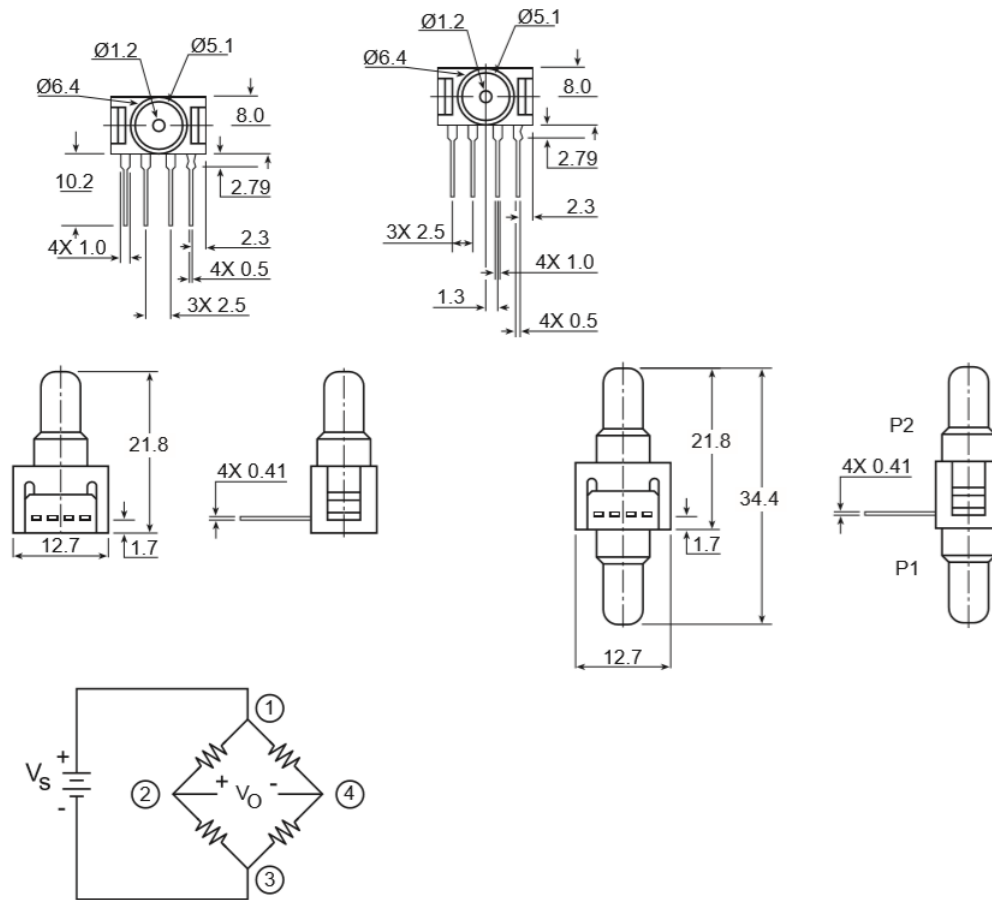 Ø1.2
Ø5.1
Ø6.4
8.0
10.2
2.79
2.3
4X 1.0
4X 0.5
3X 2.5
Ø1.2
Ø5.1
Ø6.4
8.0
2.79
2.3
3X 2.5
4X 1.0
1.3
4X 0.5
21.8
4X 0.41
12.7
1.7
P2
21.8
4X 0.41
34.4
1.7
P1
12.7
1
+
VS
-
2
+ VO -
4
3